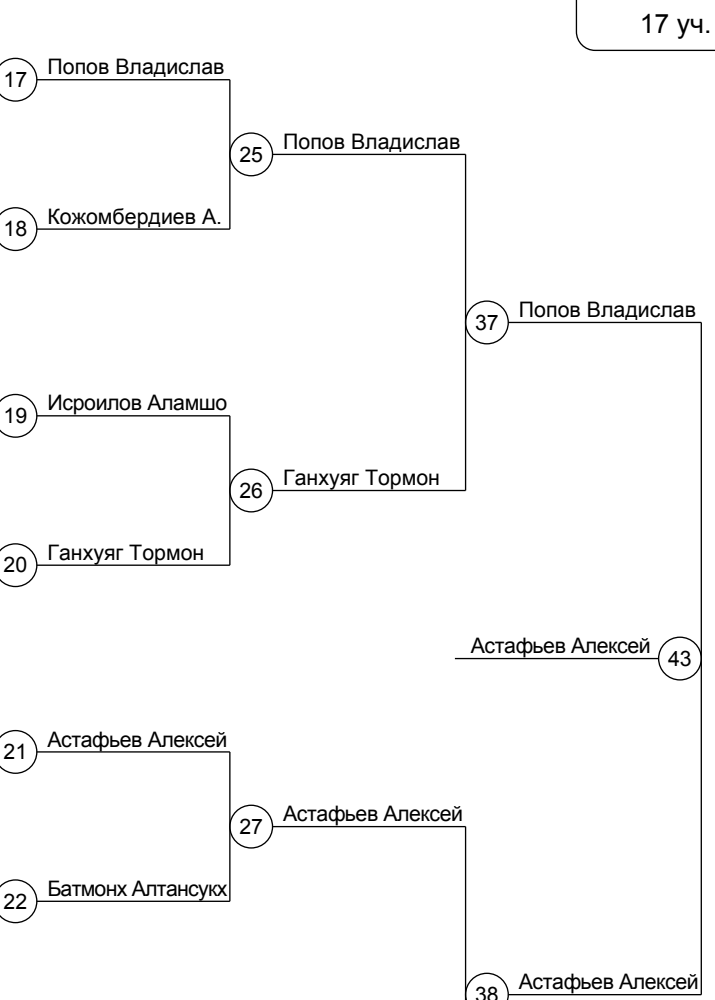 17 уч.
17 Попов Владислав
25 Попов Владислав
18 Кожомбердиев А.
37 Попов Владислав
19 Исроилов Аламшо
26 Ганхуяг Тормон
20 Ганхуяг Тормон
Астафьев Алексей 43
21 Астафьев Алексей
27 Астафьев Алексей
22 Батмонх Алтансукх
38 Астафьев Алексей